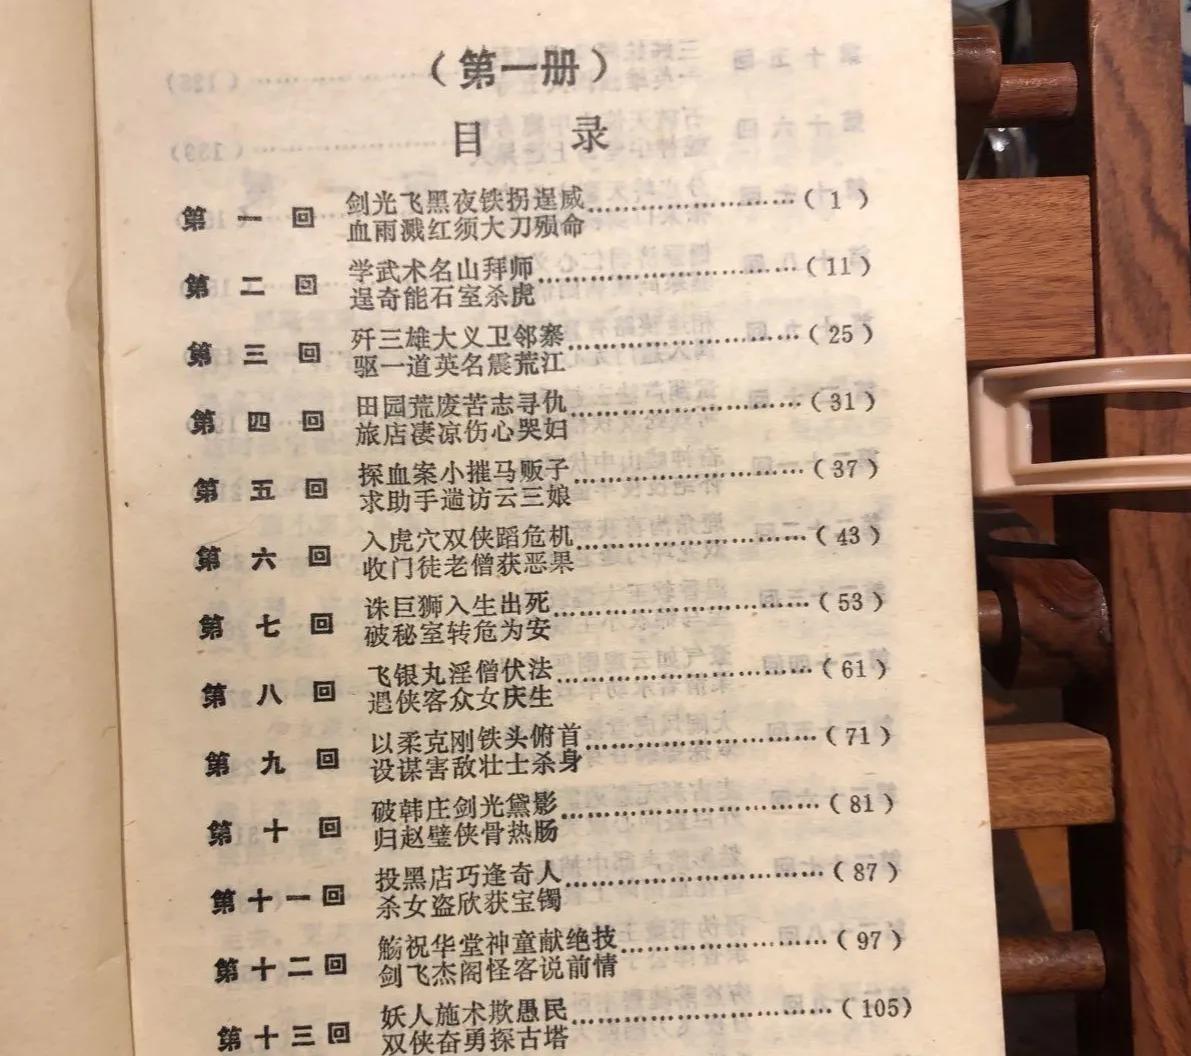 （第一册）
目 录
第一回 剑光飞黑夜铁拐逞威
血雨溅红须大刀殒命 ……（1）
第二回 学武术名山拜师
逞奇能石室杀虎 ……（11）
第三回 歼三雄大义卫邻寨
驱一道英名震荒江 ……（25）
第四回 田园荒废苦志寻仇
旅店凄凉伤心哭妇 ……（31）
第五回 探血案小摧马贩子
求助手遄访云三娘 ……（37）
第六回 入虎穴双侠蹈危机
收门徒老僧获恶果 ……（43）
第七回 诛巨狮入生出死
破秘室转危为安 ……（53）
第八回 飞银丸淫僧伏法
遇侠客众女庆生 ……（61）
第九回 以柔克刚铁头俯首
设谋害敌壮士杀身 ……（71）
第十回 破韩庄剑光黛影
归赵璧侠骨热肠 ……（81）
第十一回 投黑店巧逢奇人
杀女盗欣获宝镯 ……（87）
第十二回 觞祝华堂神童献绝技
剑飞杰阁怪客说前情 ……（97）
第十三回 妖人施术欺愚民
双侠奋勇探古塔 ……（105）